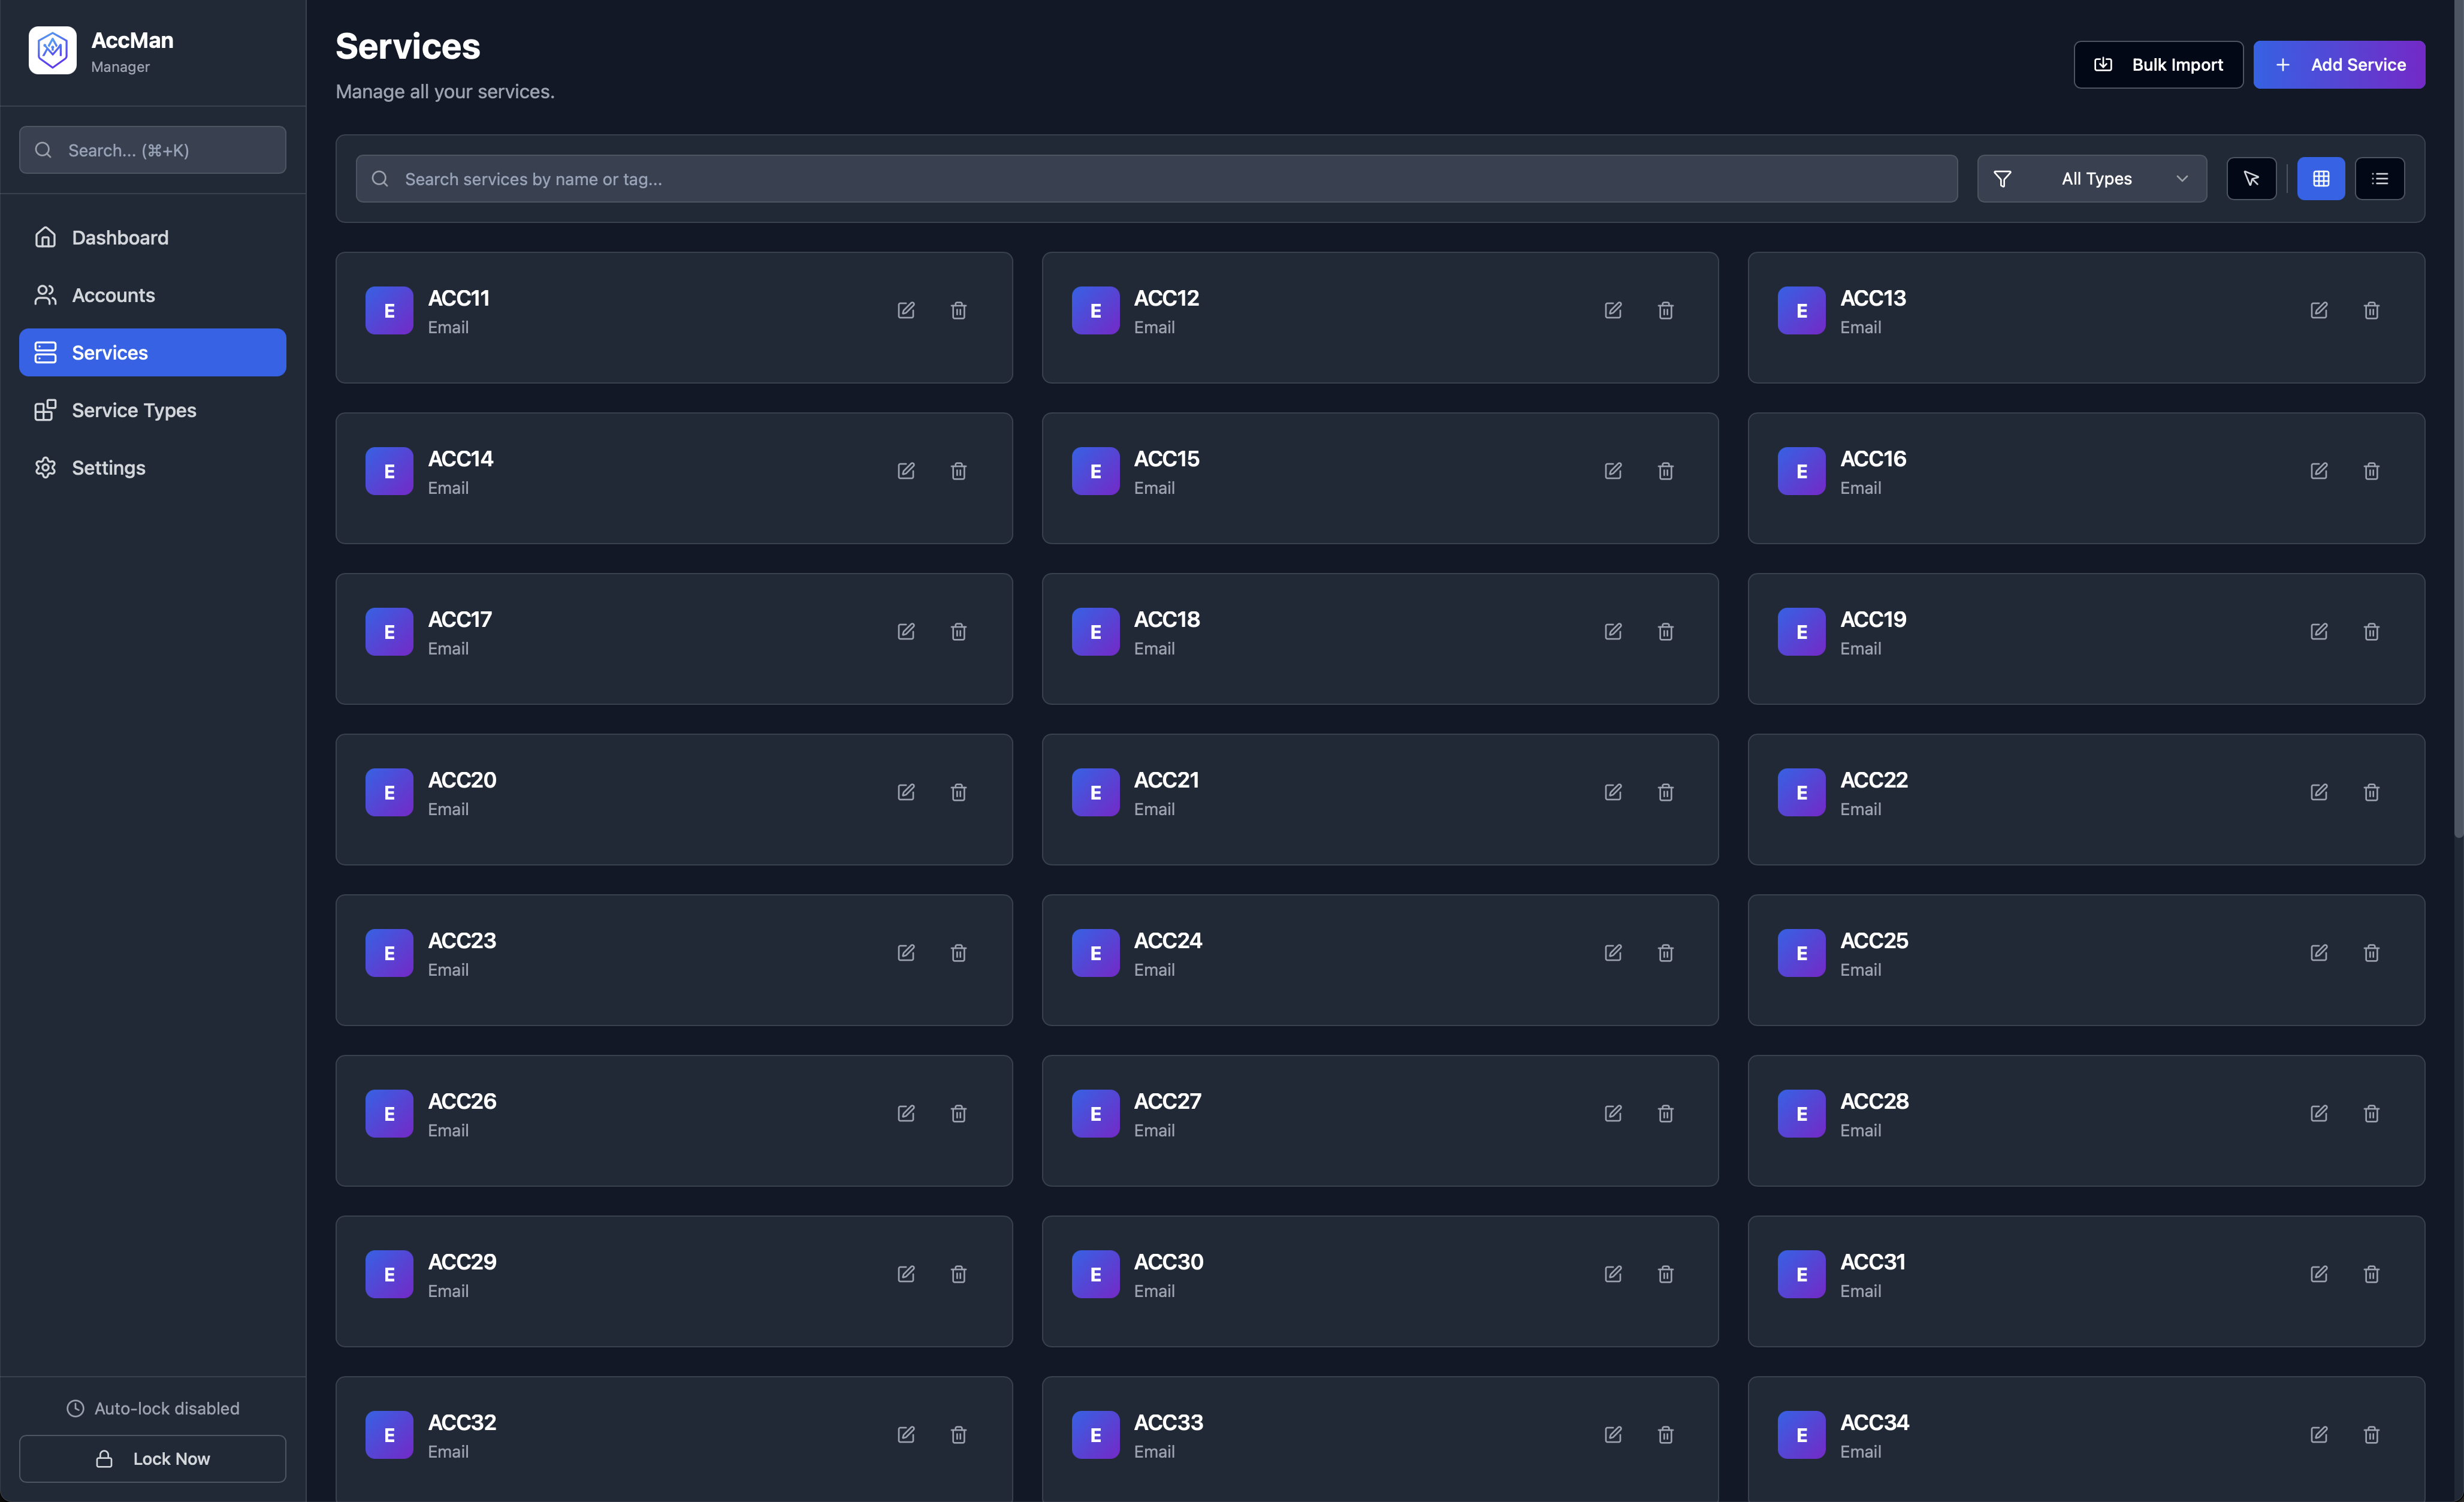 AccMan
Manager
Search... (⌘+K)
Dashboard
Accounts
Services
Service Types
Settings
Auto-lock disabled
Lock Now
Services
Manage all your services.
Bulk Import
Add Service
Search services by name or tag...
All Types
E
ACC11
Email
E
ACC12
Email
E
ACC13
Email
E
ACC14
Email
E
ACC15
Email
E
ACC16
Email
E
ACC17
Email
E
ACC18
Email
E
ACC19
Email
E
ACC20
Email
E
ACC21
Email
E
ACC22
Email
E
ACC23
Email
E
ACC24
Email
E
ACC25
Email
E
ACC26
Email
E
ACC27
Email
E
ACC28
Email
E
ACC29
Email
E
ACC30
Email
E
ACC31
Email
E
ACC32
Email
E
ACC33
Email
E
ACC34
Email